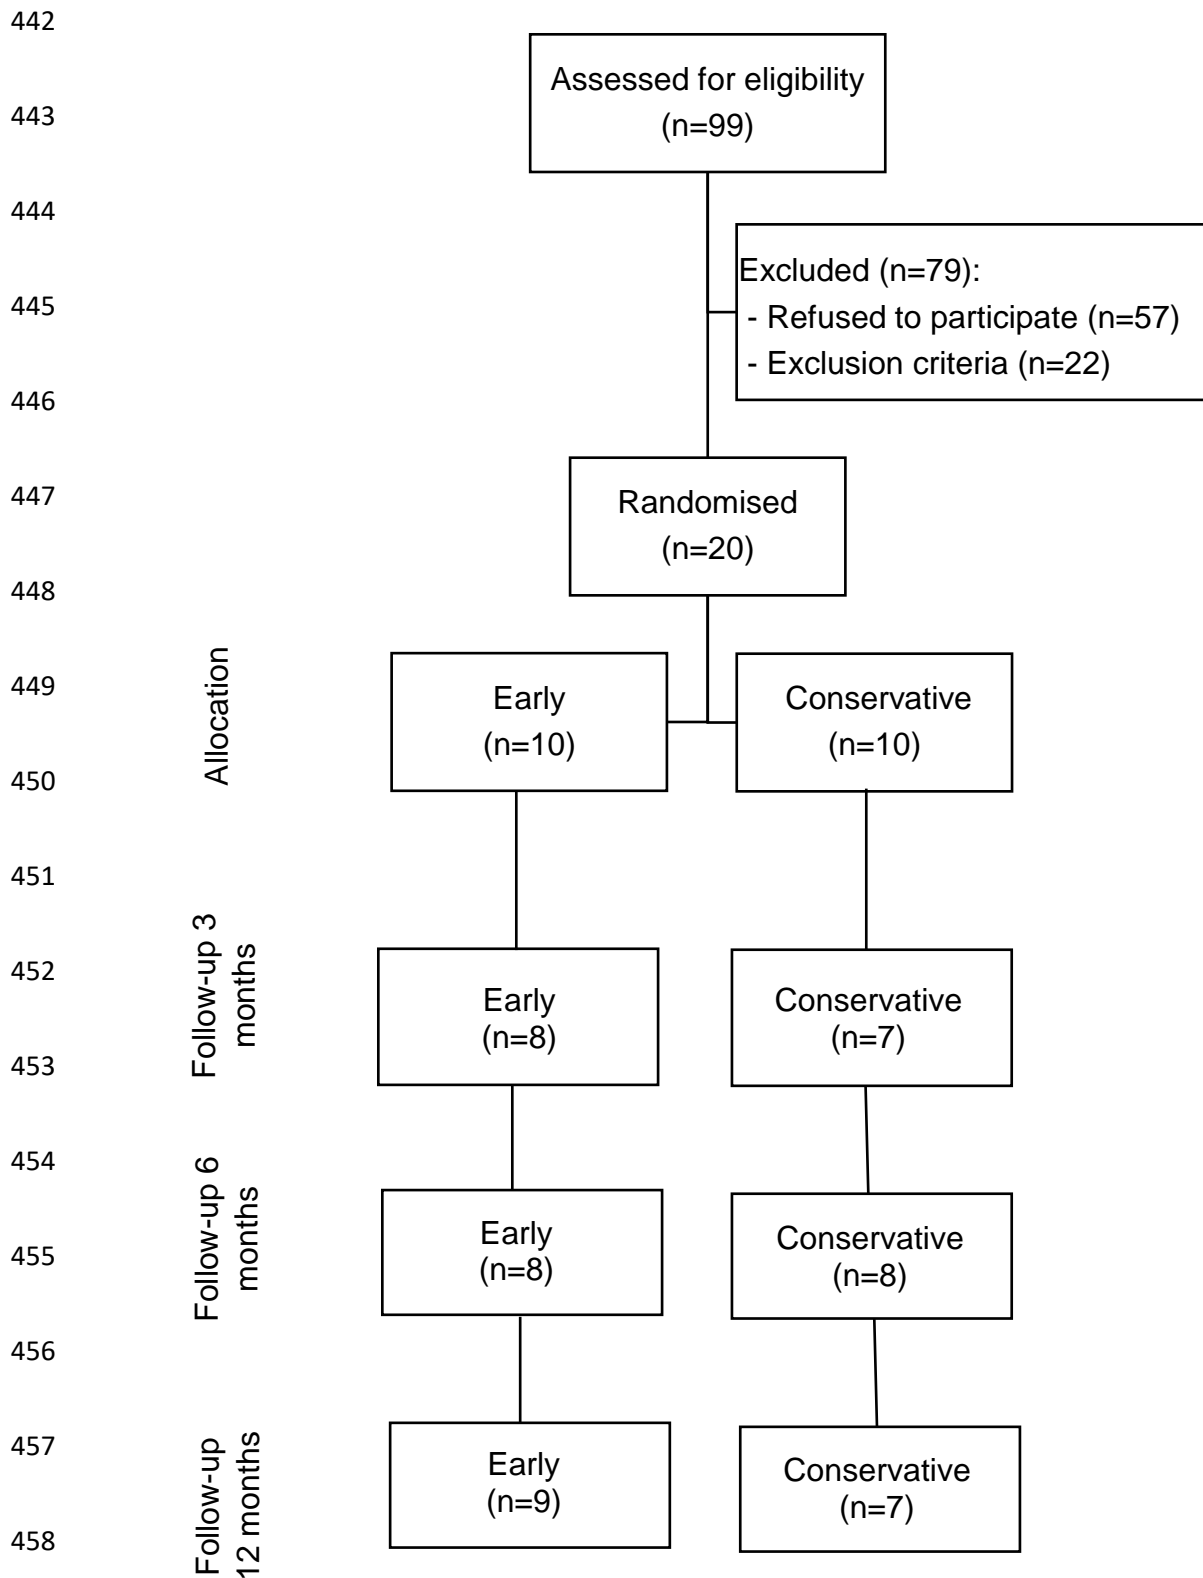 442
Assessed for eligibility
443
(n=99)
444
Excluded (n=79):
445
- Refused to participate (n=57)
- Exclusion criteria (n=22)
446
447
Randomised
(n=20)
448
Allocation
449
Early
(n=10)
Conservative
(n=10)
450
451
Follow-up 3
months
452
Early
(n=8)
Conservative
(n=7)
453
454
Follow-up 6
months
455
Early
(n=8)
Conservative
(n=8)
456
Follow-up
12 months
457
Early
(n=9)
Conservative
(n=7)
458